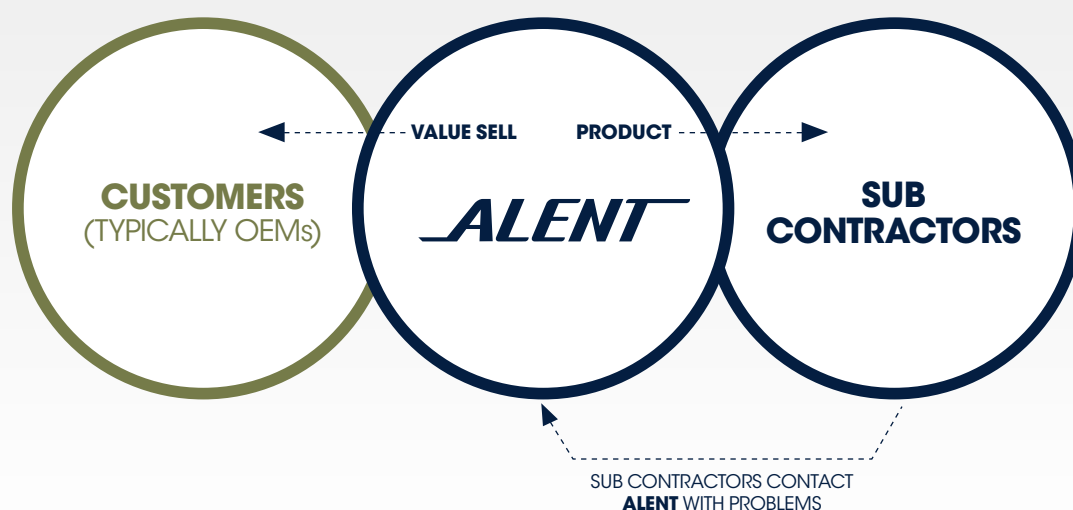 VALUE SELL
PRODUCT
CUSTOMERS
(TYPICALLY OEMs)
ALENT
SUB
CONTRACTORS
SUB CONTRACTORS CONTACT
ALENT WITH PROBLEMS